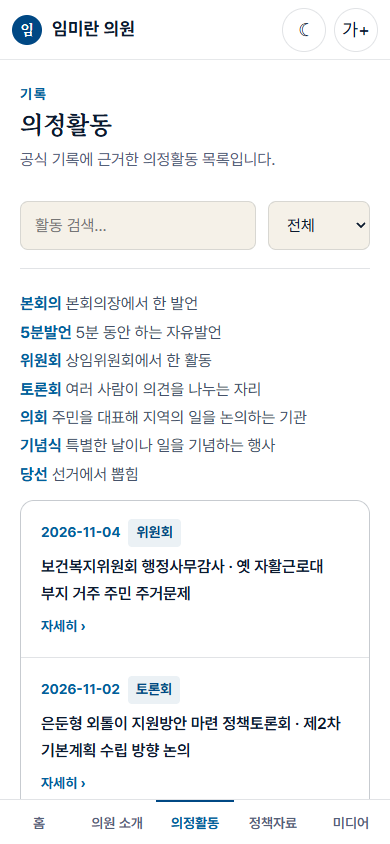 임 임미란 의원 ☾ 가+
기록
의정활동
공식 기록에 근거한 의정활동 목록입니다.
활동 검색... 전체
본회의 본회의장에서 한 발언
5분발언 5분 동안 하는 자유발언
위원회 상임위원회에서 한 활동
토론회 여러 사람이 의견을 나누는 자리
의회 주민을 대표해 지역의 일을 논의하는 기관
기념식 특별한 날이나 일을 기념하는 행사
당선 선거에서 뽑힘
2026-11-04 위원회
보건복지위원회 행정사무감사 · 옛 자활근로대
부지 거주 주민 주거문제
자세히 ›
2026-11-02 토론회
은둔형 외톨이 지원방안 마련 정책토론회 · 제2차
기본계획 수립 방향 논의
자세히 ›
홈 의원 소개 의정활동 정책자료 미디어